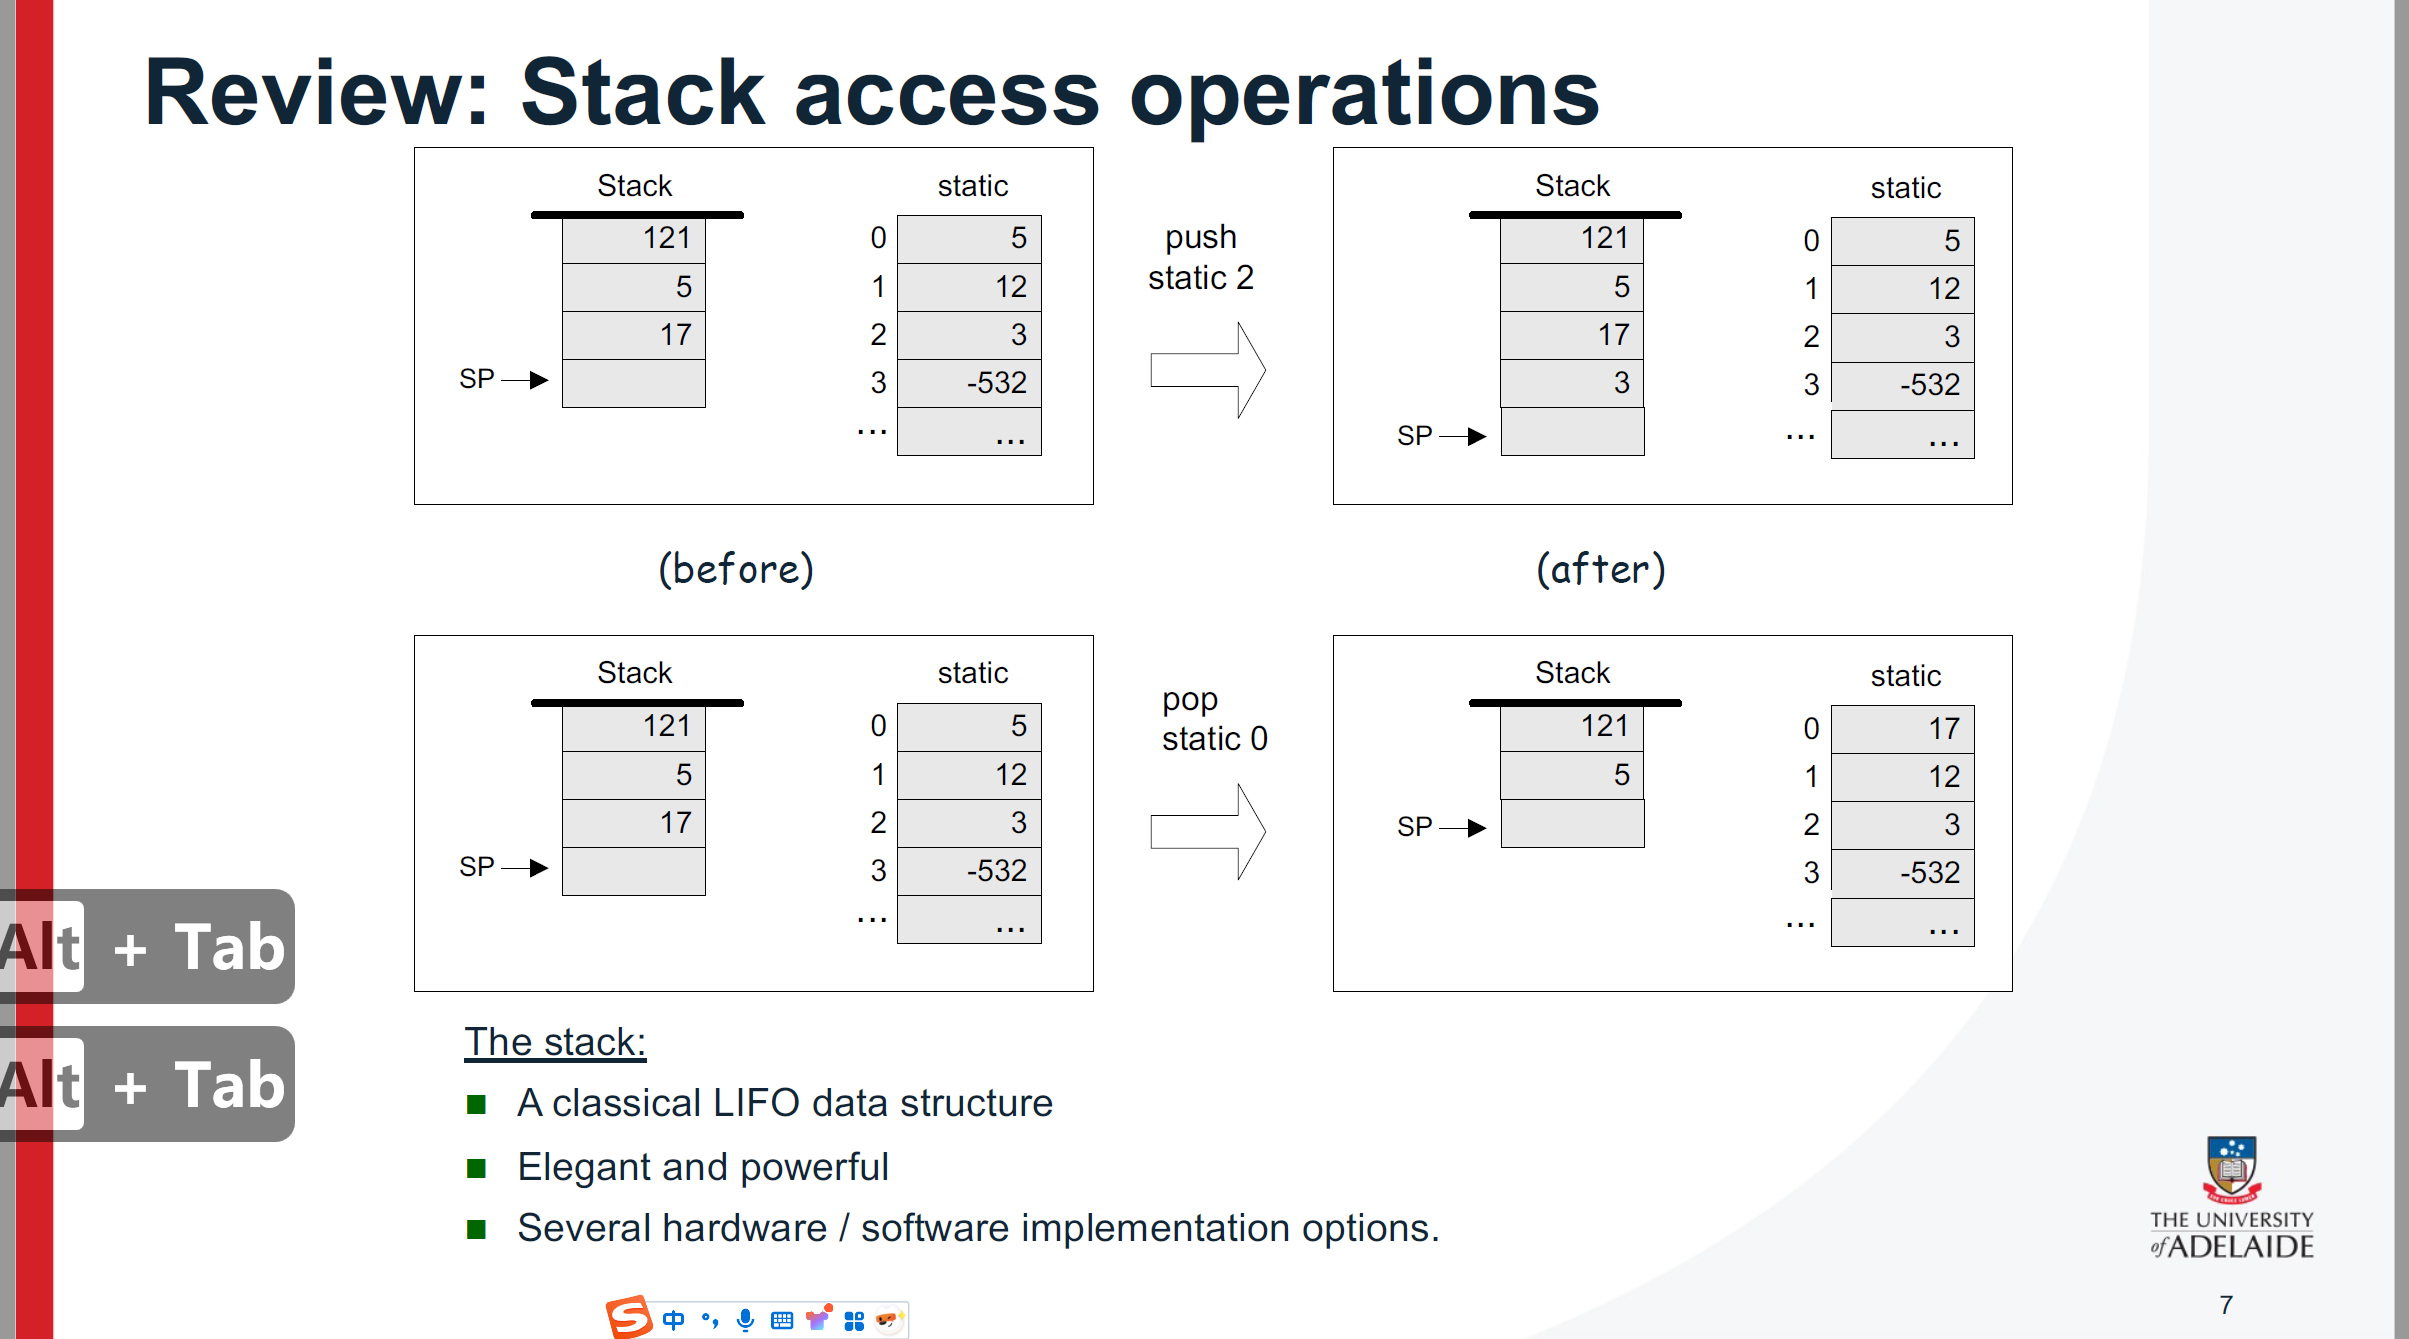 Review: Stack access operations
Stack
static
121
5
17
SP
0 5
1 12
2 3
3 -532
... ...
push
static 2
Stack
static
121
5
17
3
SP
0 5
1 12
2 3
3 -532
... ...
(before)
(after)
Stack
static
121
5
17
SP
0 5
1 12
2 3
3 -532
... ...
pop
static 0
Stack
static
121
5
SP
0 17
1 12
2 3
3 -532
... ...
Alt + Tab
Alt + Tab
The stack:
A classical LIFO data structure
Elegant and powerful
Several hardware / software implementation options.
THE UNIVERSITY
of ADELAIDE
7
S 中 °,